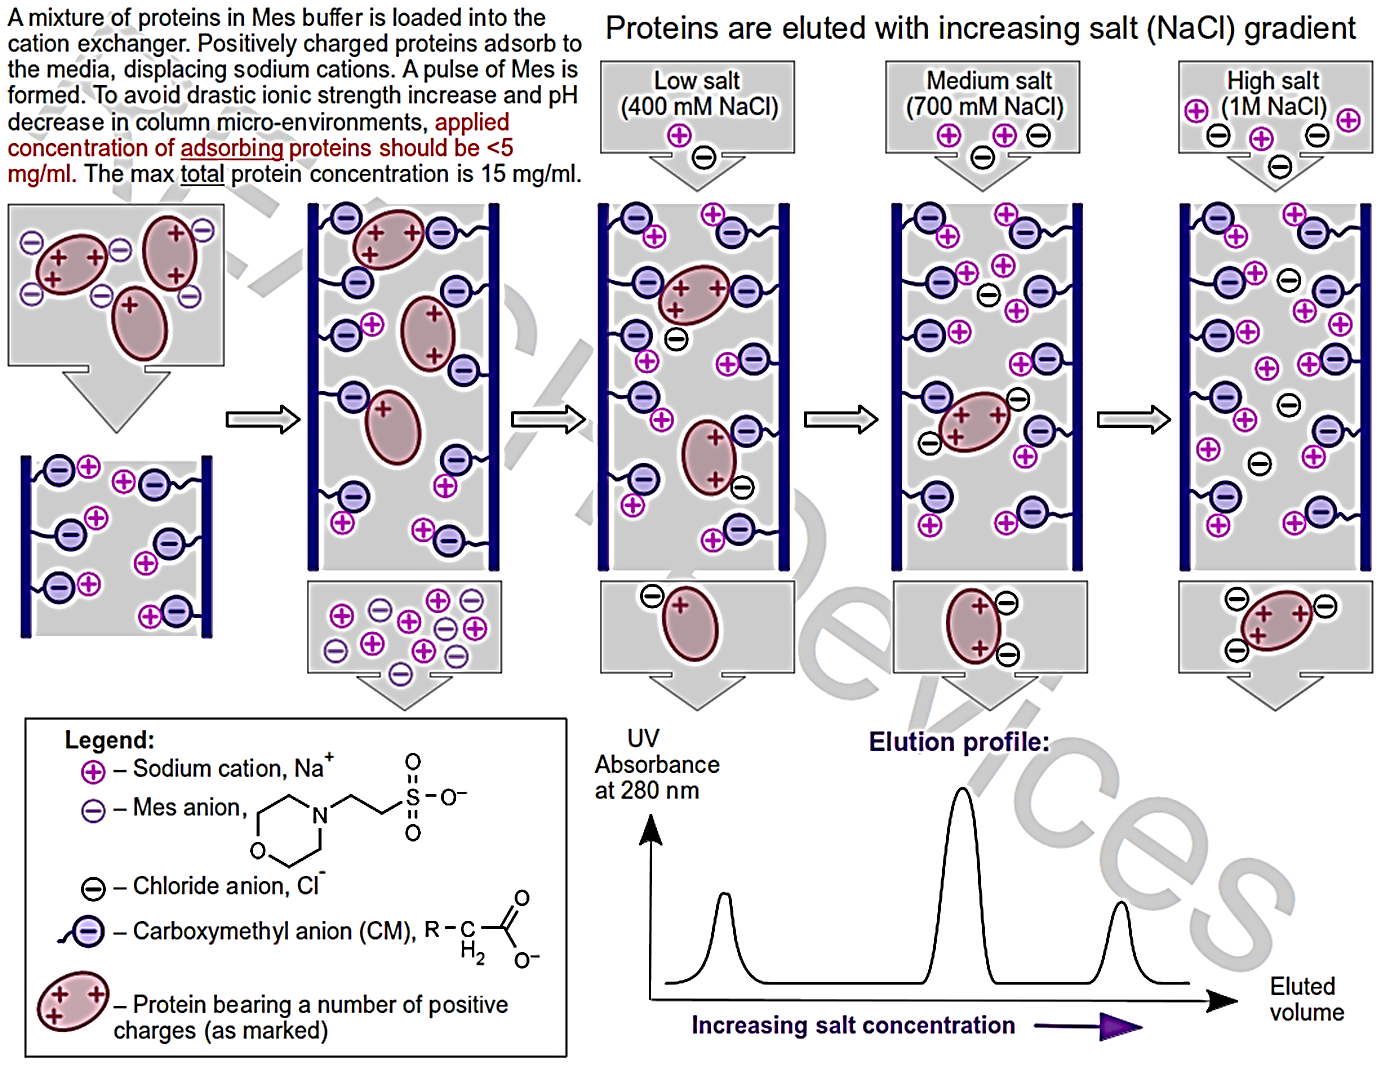 A mixture of proteins in Mes buffer is loaded into the
cation exchanger. Positively charged proteins adsorb to
the media, displacing sodium cations. A pulse of Mes is
formed. To avoid drastic ionic strength increase and pH
decrease in column micro-environments, applied
concentration of adsorbing proteins should be <5
mg/ml. The max total protein concentration is 15 mg/ml.
Proteins are eluted with increasing salt (NaCl) gradient
Low salt
(400 mM NaCl)
Medium salt
(700 mM NaCl)
High salt
(1M NaCl)
Legend:
– Sodium cation, Na+
– Mes anion,
O
S
O−
O
N
O
– Chloride anion, Cl−
– Carboxymethyl anion (CM),
R-C
H2
O
O−
– Protein bearing a number of positive
charges (as marked)
UV
Absorbance
at 280 nm
Elution profile:
Eluted
volume
Increasing salt concentration